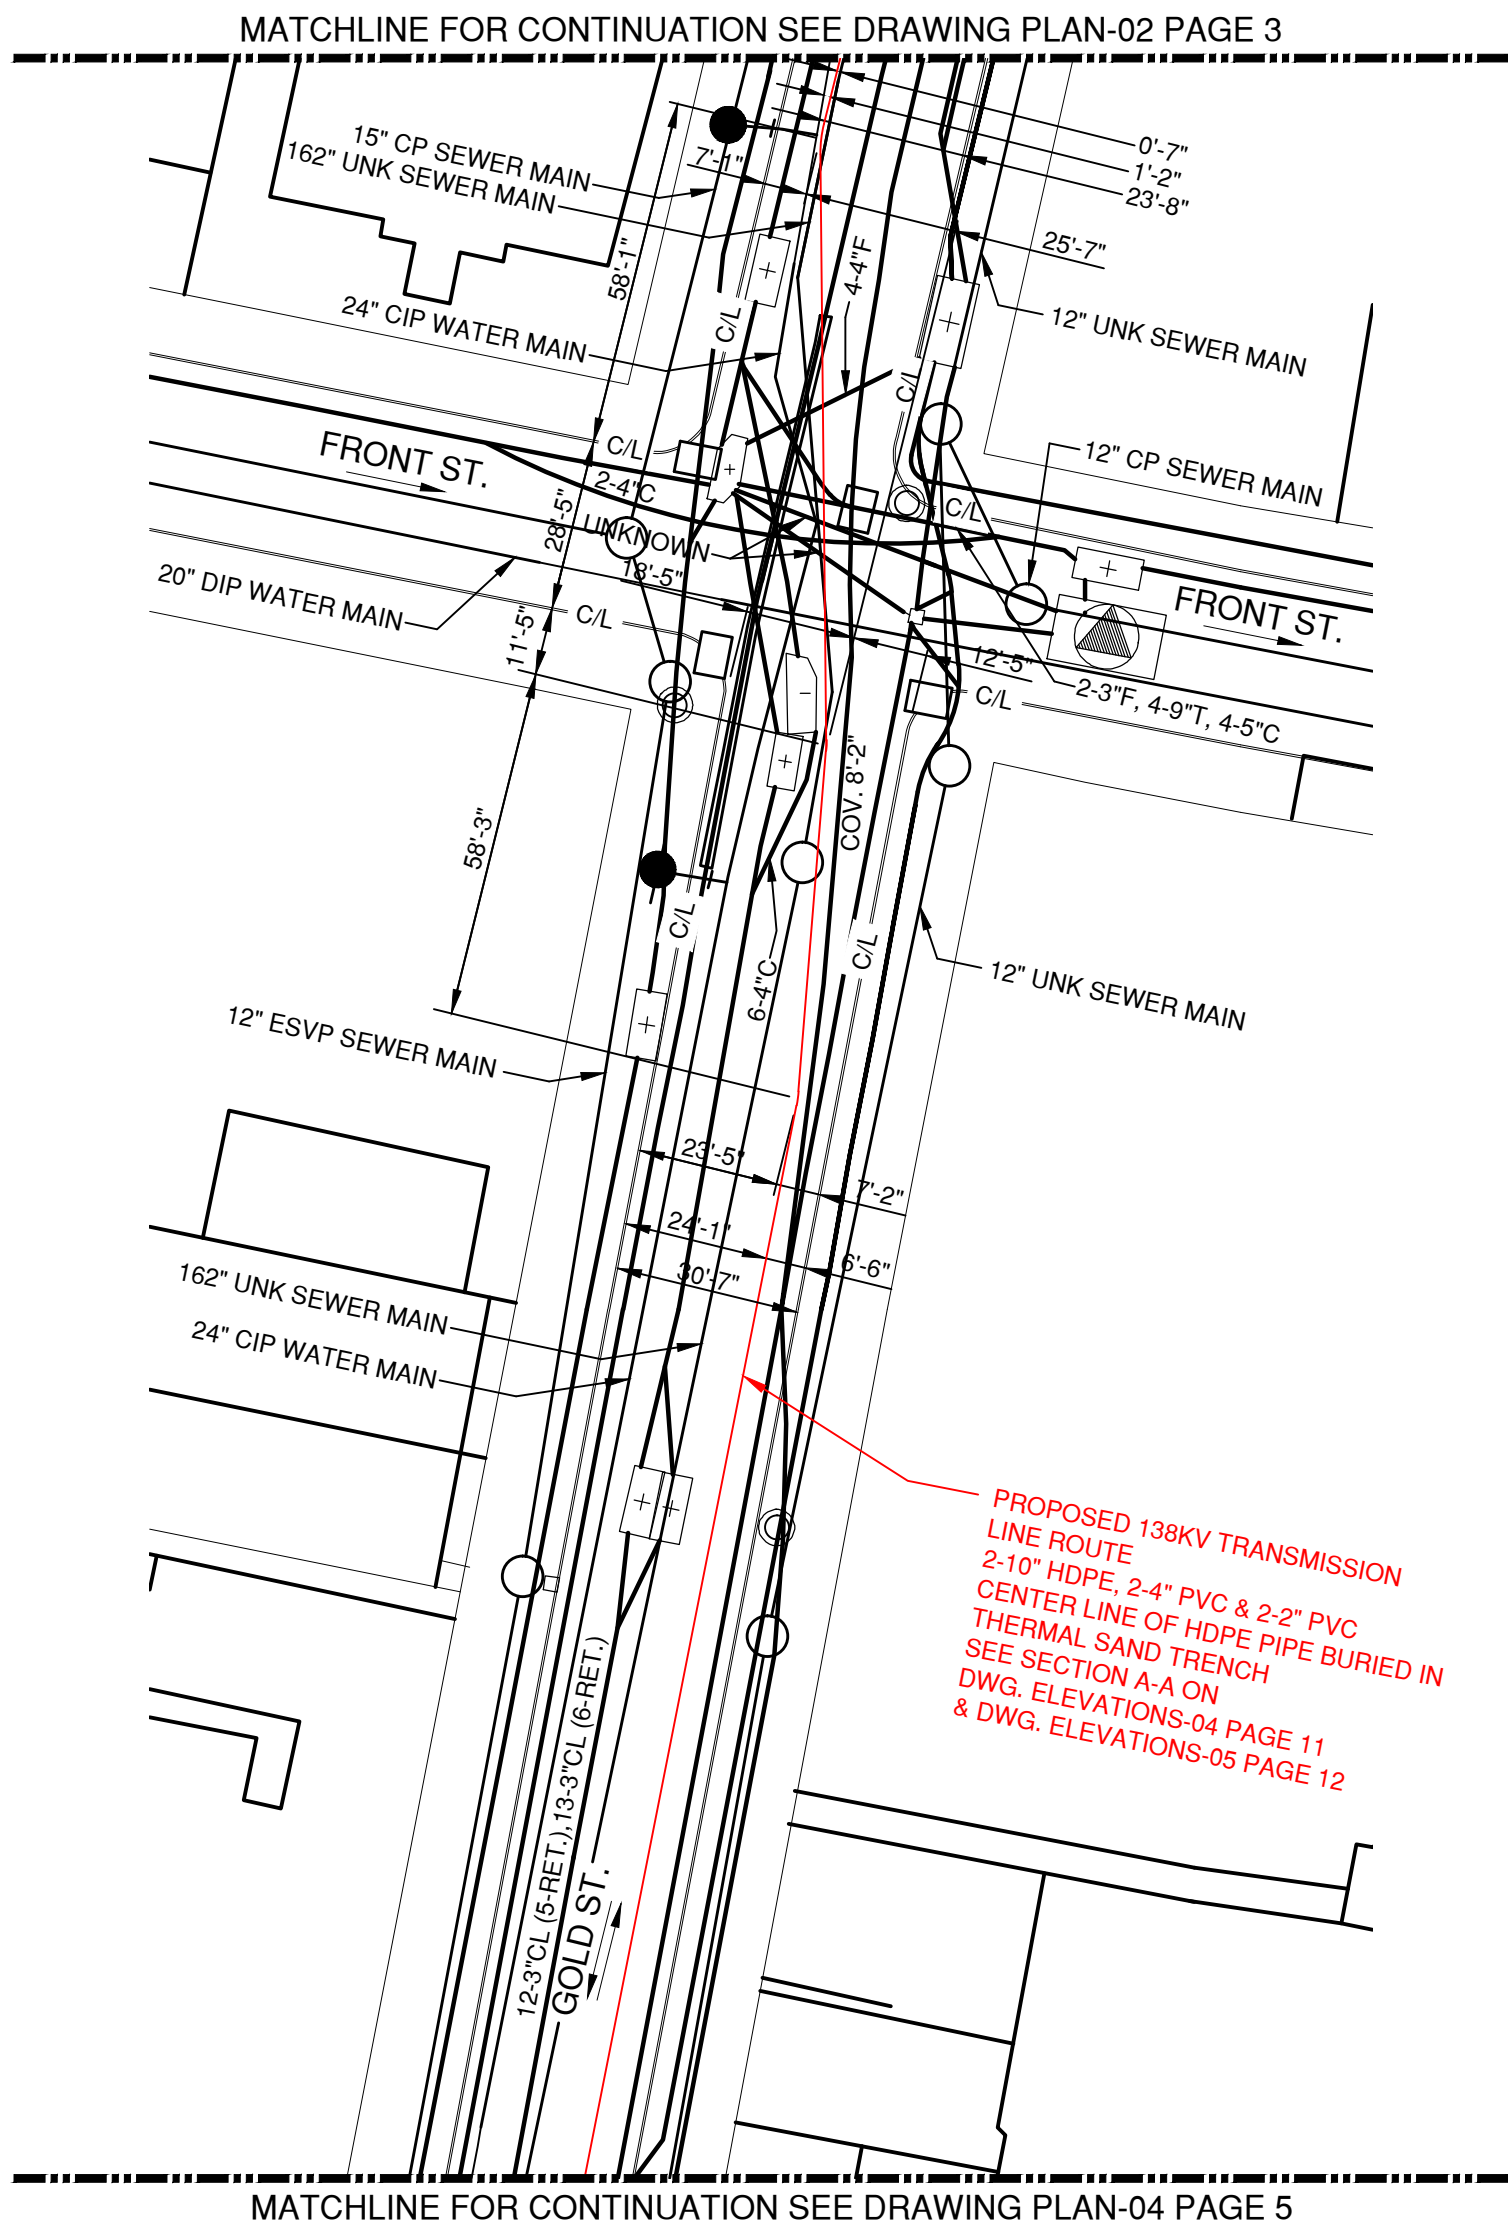 MATCHLINE FOR CONTINUATION SEE DRAWING PLAN-02 PAGE 3
15" CP SEWER MAIN
162" UNK SEWER MAIN
7'-1"
0'-7"
1'-2"
23'-8"
25'-7"
58'-1"
4-4"F
24" CIP WATER MAIN
C/L
12" UNK SEWER MAIN
C/L
FRONT ST.
C/L
2-4"C
12" CP SEWER MAIN
C/L
28'-5"
UNKNOWN
18'-5"
20" DIP WATER MAIN
C/L
11'-5"
FRONT ST.
12'-5"
C/L
2-3"F, 4-9"T, 4-5"C
COV. 8'-2"
58'-3"
C/L
C/L
6-4"C
12" UNK SEWER MAIN
12" ESVP SEWER MAIN
23'-5"
7'-2"
24'-1"
6'-6"
30'-7"
162" UNK SEWER MAIN
24" CIP WATER MAIN
PROPOSED 138KV TRANSMISSION
LINE ROUTE
2-10" HDPE, 2-4" PVC & 2-2" PVC
CENTER LINE OF HDPE PIPE BURIED IN
THERMAL SAND TRENCH
SEE SECTION A-A ON
DWG. ELEVATIONS-04 PAGE 11
& DWG. ELEVATIONS-05 PAGE 12
12-3"CL (5-RET.),13-3"CL (6-RET.)
GOLD ST.
MATCHLINE FOR CONTINUATION SEE DRAWING PLAN-04 PAGE 5